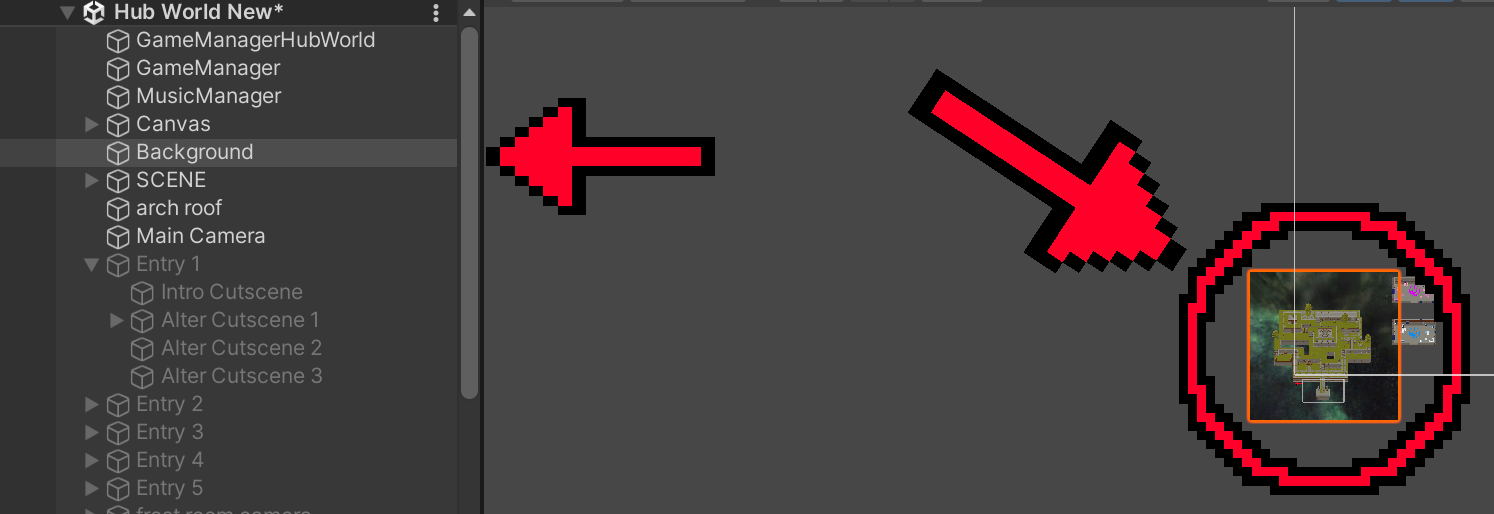 Hub World New*
GameManagerHubWorld
GameManager
MusicManager
Canvas
Background
SCENE
arch roof
Main Camera
Entry 1
Intro Cutscene
Alter Cutscene 1
Alter Cutscene 2
Alter Cutscene 3
Entry 2
Entry 3
Entry 4
Entry 5